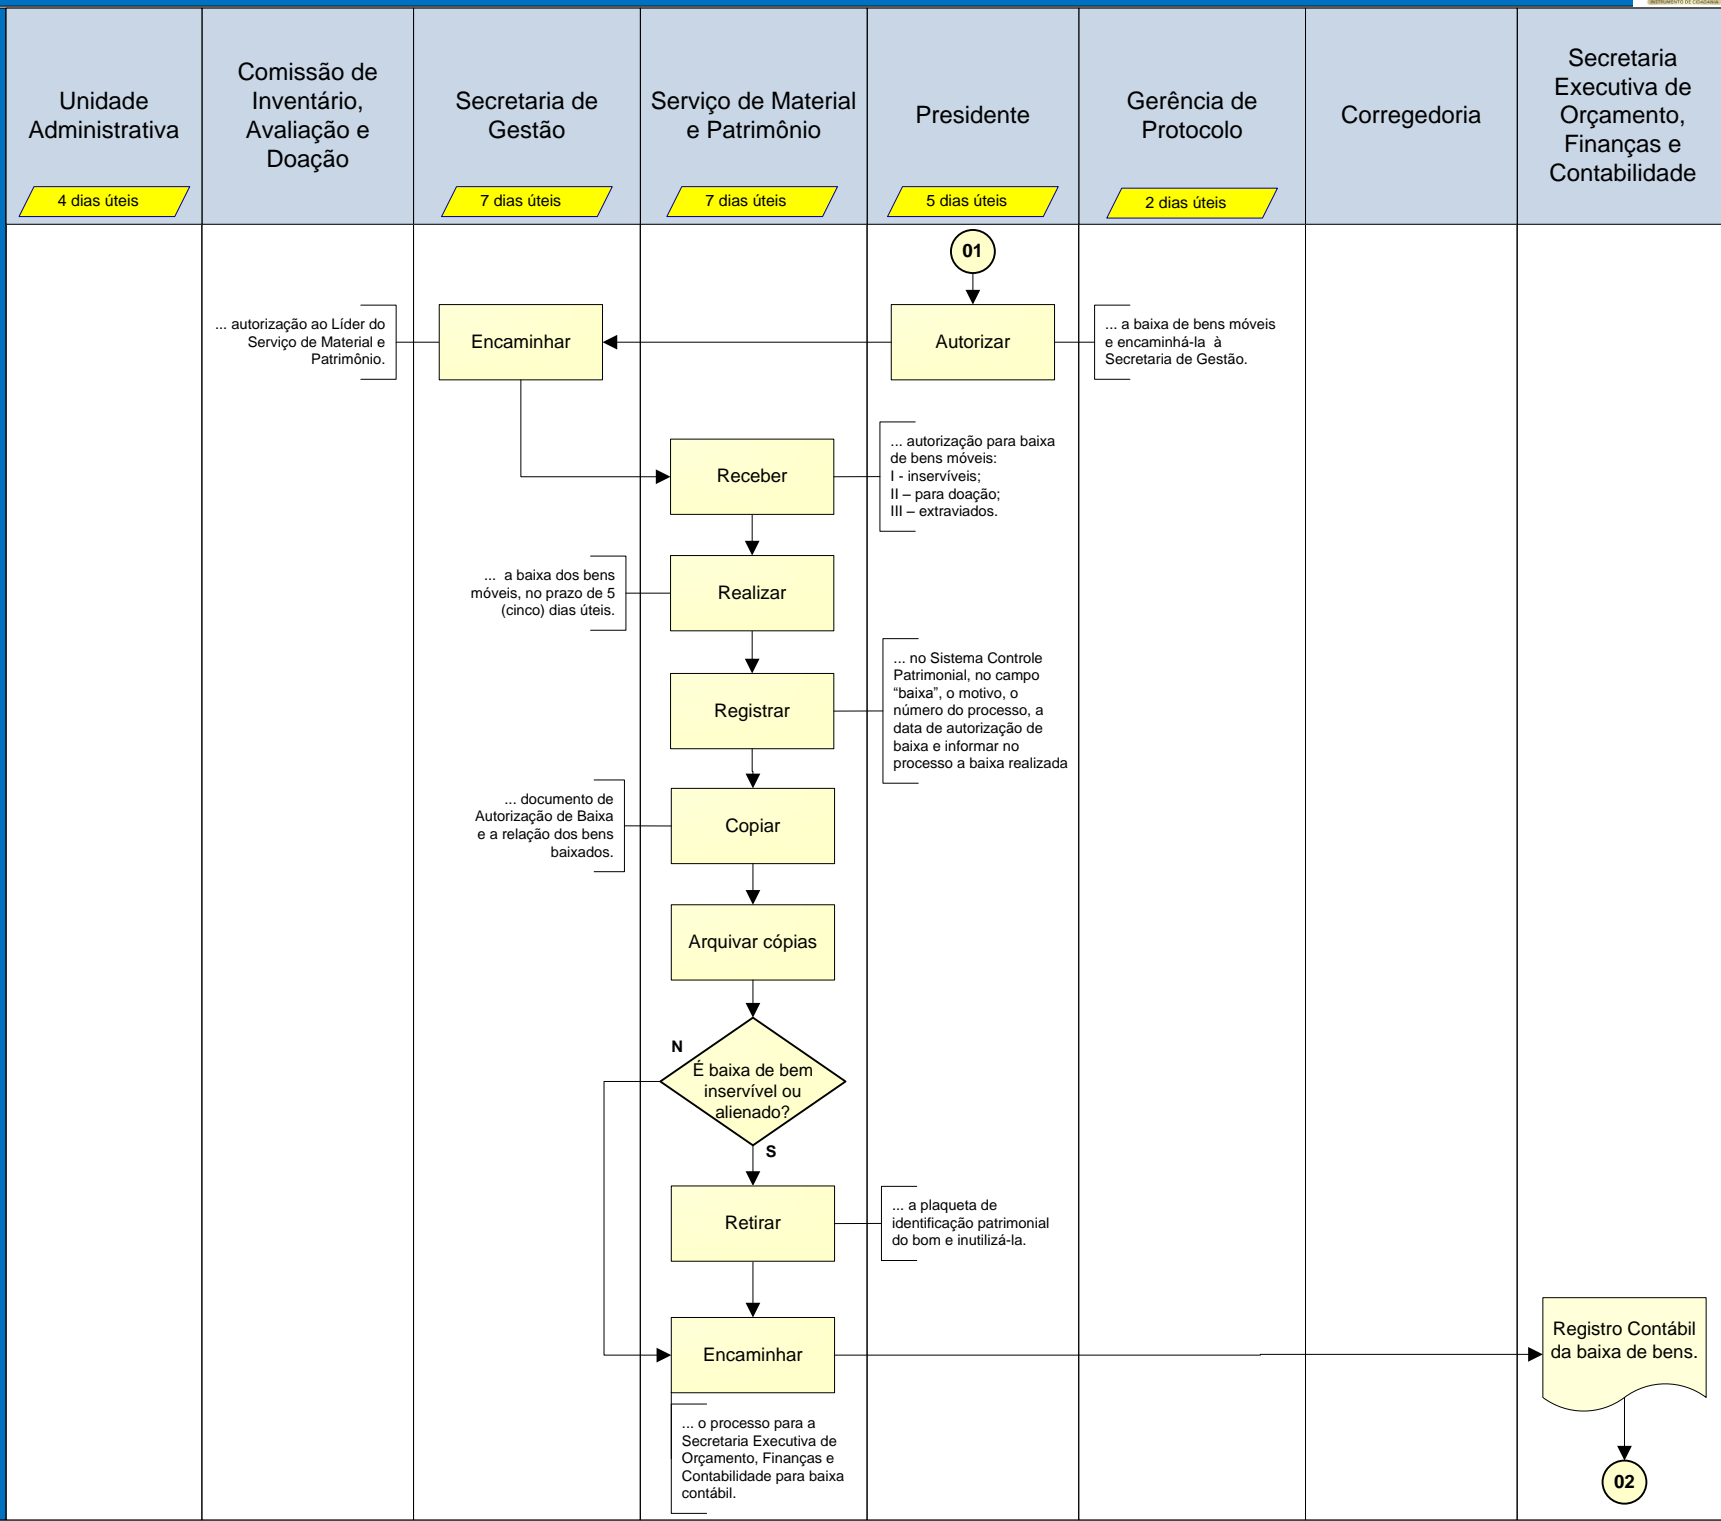 INSTRUMENTO DE CIDADANIA
Unidade
Administrativa
4 dias úteis
Comissão de
Inventário,
Avaliação e
Doação
Secretaria de
Gestão
7 dias úteis
Serviço de Material
e Patrimônio
7 dias úteis
Presidente
5 dias úteis
Gerência de
Protocolo
2 dias úteis
Corregedoria
Secretaria
Executiva de
Orçamento,
Finanças e
Contabilidade
01
Autorizar
... a baixa de bens móveis
e encaminhá-la à
Secretaria de Gestão.
Encaminhar
... autorização ao Líder do
Serviço de Material e
Patrimônio.
Receber
... autorização para baixa
de bens móveis:
I - inservíveis;
II – para doação;
III – extraviados.
Realizar
... a baixa dos bens
móveis, no prazo de 5
(cinco) dias úteis.
Registrar
... no Sistema Controle
Patrimonial, no campo
“baixa”, o motivo, o
número do processo, a
data de autorização de
baixa e informar no
processo a baixa realizada
Copiar
... documento de
Autorização de Baixa
e a relação dos bens
baixados.
Arquivar cópias
N
É baixa de bem
inservível ou
alienado?
S
Retirar
... a plaqueta de
identificação patrimonial
do bom e inutilizá-la.
Encaminhar
... o processo para a
Secretaria Executiva de
Orçamento, Finanças e
Contabilidade para baixa
contábil.
Registro Contábil
da baixa de bens.
02